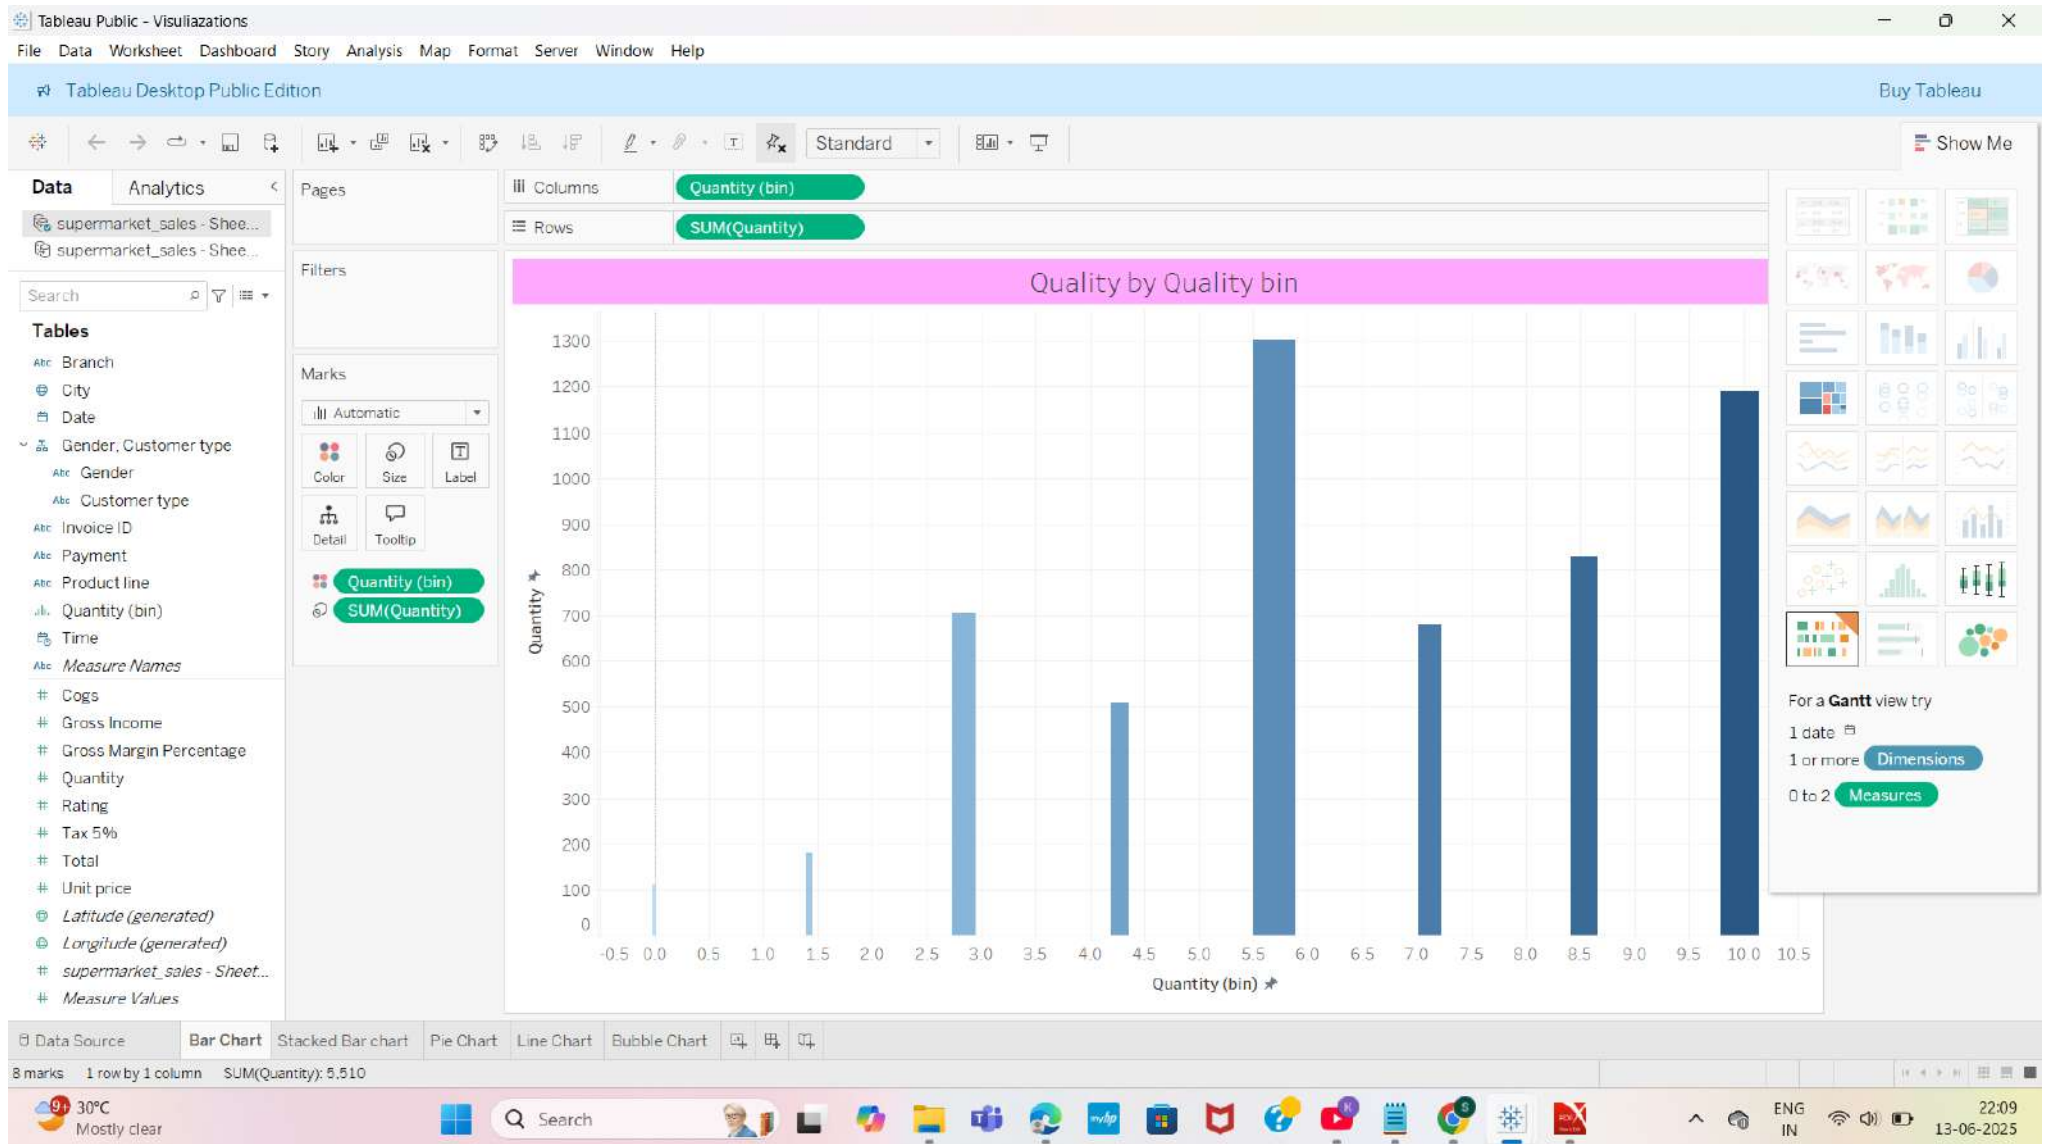 Tableau Public - Visuliazations
File Data Worksheet Dashboard Story Analysis Map Format Server Window Help
Tableau Desktop Public Edition
Buy Tableau
Standard
Show Me
Data
Analytics
supermarket_sales - Shee...
supermarket_sales - Shee...
Search
Tables
Abc Branch
City
Date
Gender, Customer type
Abc Gender
Abc Customer type
Abc Invoice ID
Abc Payment
Abc Product line
Quantity (bin)
Time
Abc Measure Names
# Cogs
# Gross Income
# Gross Margin Percentage
# Quantity
# Rating
# Tax 5%
# Total
# Unit price
Latitude (generated)
Longitude (generated)
# supermarket_sales - Sheet...
# Measure Values
Pages
Filters
Marks
Automatic
Color Size Label
Detail Tooltip
Quantity (bin)
SUM(Quantity)
Columns Quantity (bin)
Rows SUM(Quantity)
Quality by Quality bin
1300
1200
1100
1000
900
800
700
600
500
400
300
200
100
0
Quantity
-0.5 0.0 0.5 1.0 1.5 2.0 2.5 3.0 3.5 4.0 4.5 5.0 5.5 6.0 6.5 7.0 7.5 8.0 8.5 9.0 9.5 10.0 10.5
Quantity (bin)
For a Gantt view try
1 date
1 or more Dimensions
0 to 2 Measures
Data Source Bar Chart Stacked Bar chart Pie Chart Line Chart Bubble Chart
8 marks 1 row by 1 column SUM(Quantity): 5,510
9+
30°C
Mostly clear
Search
myhp
K
S
ENG
IN
22:09
13-06-2025